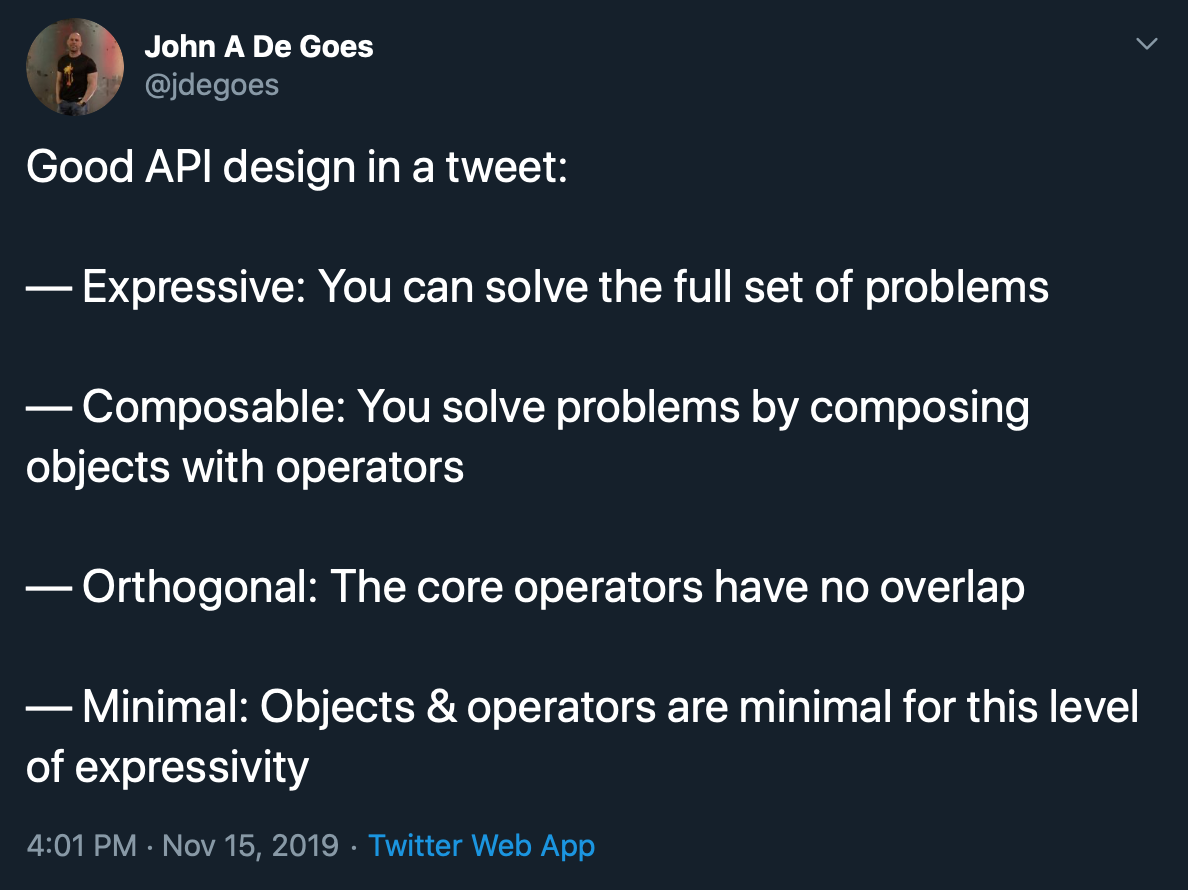 John A De Goes
@jdegoes
Good API design in a tweet:
— Expressive: You can solve the full set of problems
— Composable: You solve problems by composing
objects with operators
— Orthogonal: The core operators have no overlap
— Minimal: Objects & operators are minimal for this level
of expressivity
4:01 PM · Nov 15, 2019 · Twitter Web App